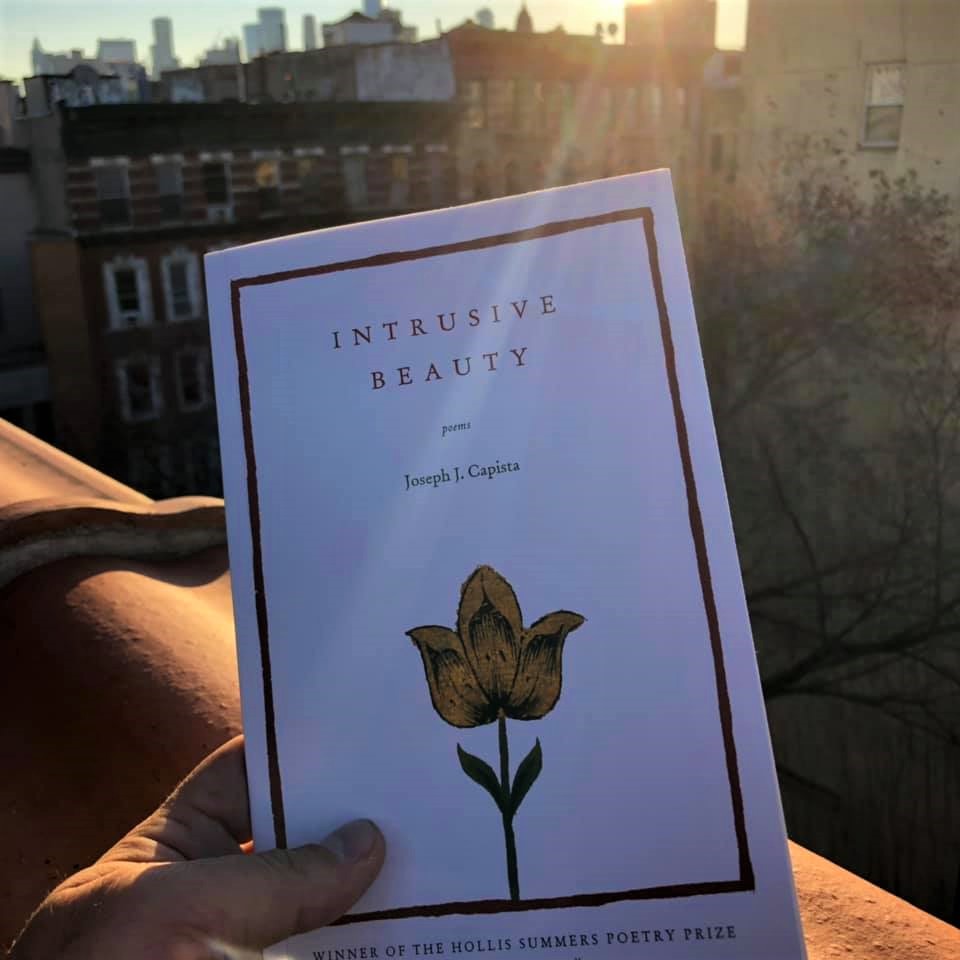 INTRUSIVE
BEAUTY
poems
Joseph J. Capista
WINNER OF THE HOLLIS SUMMERS POETRY PRIZE